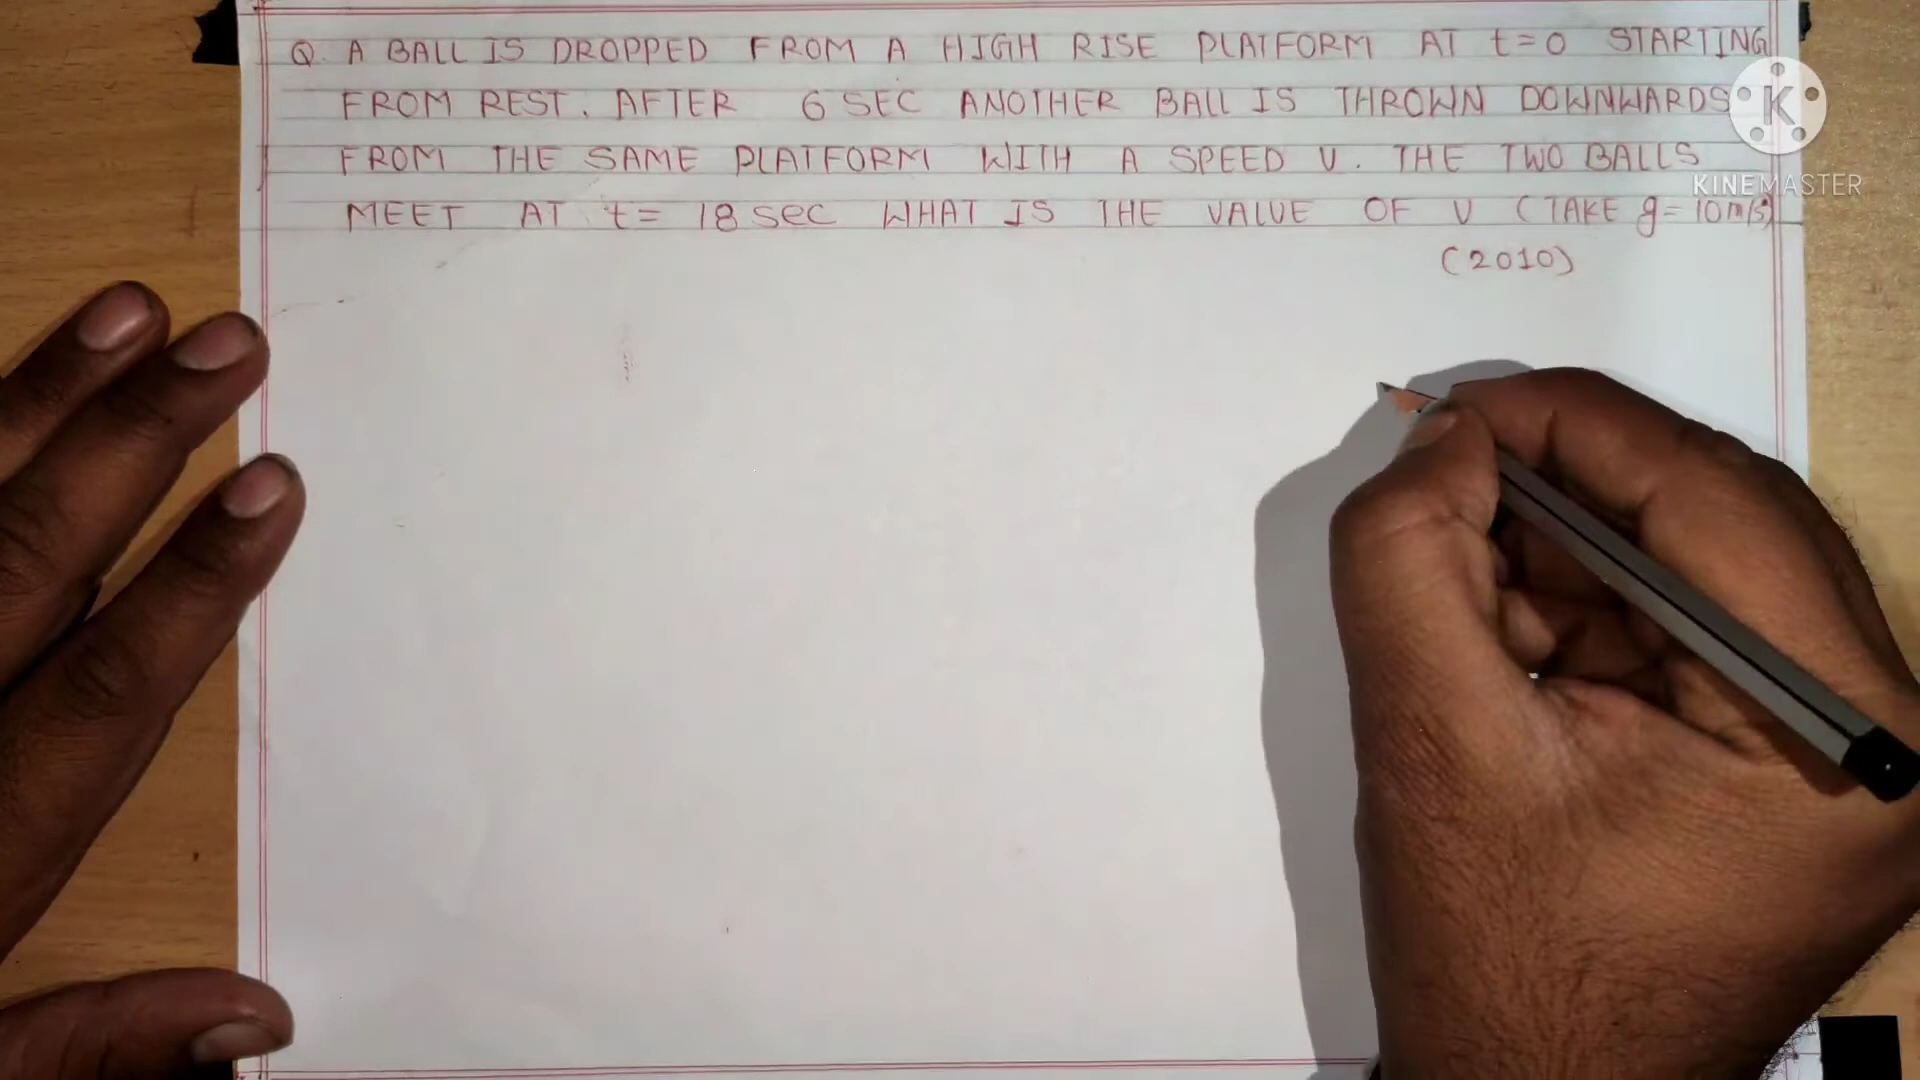 Q. A BALL IS DROPPED FROM A HIGH RISE PLATFORM AT t=0 STARTING
FROM REST. AFTER 6 SEC ANOTHER BALL IS THROWN DOWNWARDS
FROM THE SAME PLATFORM WITH A SPEED V. THE TWO BALLS
MEET AT t= 18 SEC WHAT IS THE VALUE OF V (TAKE g= 10m/s)
(2010)
K
KINEMASTER